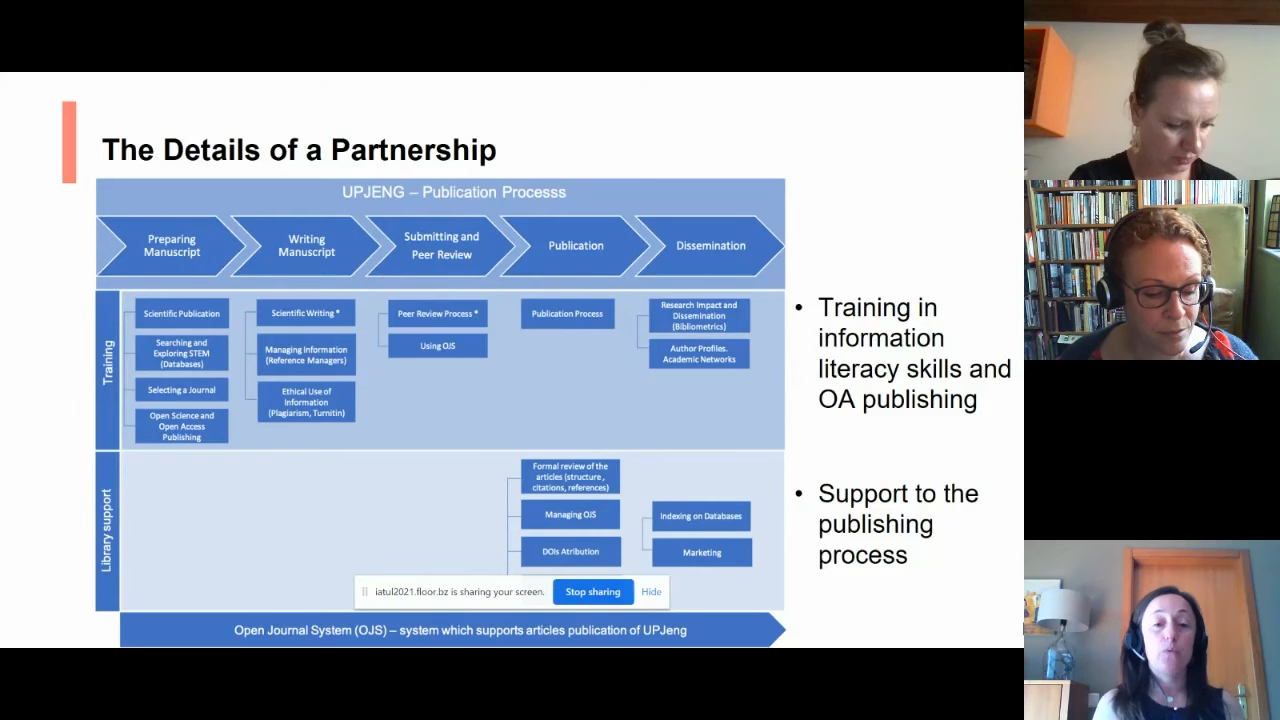 The Details of a Partnership
UPJENG – Publication Processs
Preparing
Manuscript
Writing
Manuscript
Submitting and
Peer Review
Publication
Dissemination
Training
Scientific Publication
Searching and
Exploring STEM
(Databases)
Selecting a Journal
Open Science and
Open Access
Publishing
Scientific Writing *
Managing Information
(Reference Managers)
Ethical Use of
Information
(Plagiarism, Turnitin)
Peer Review Process *
Using OJS
Publication Process
Research Impact and
Dissemination
(Bibliometrics)
Author Profiles.
Academic Networks
Library support
Formal review of the
articles (structure ,
citations, references)
Managing OJS
DOIs Atribution
Indexing on Databases
Marketing
iatul2021.floor.bz is sharing your screen.
Stop sharing
Hide
Open Journal System (OJS) – system which supports articles publication of UPJeng
• Training in
information
literacy skills and
OA publishing
• Support to the
publishing
process